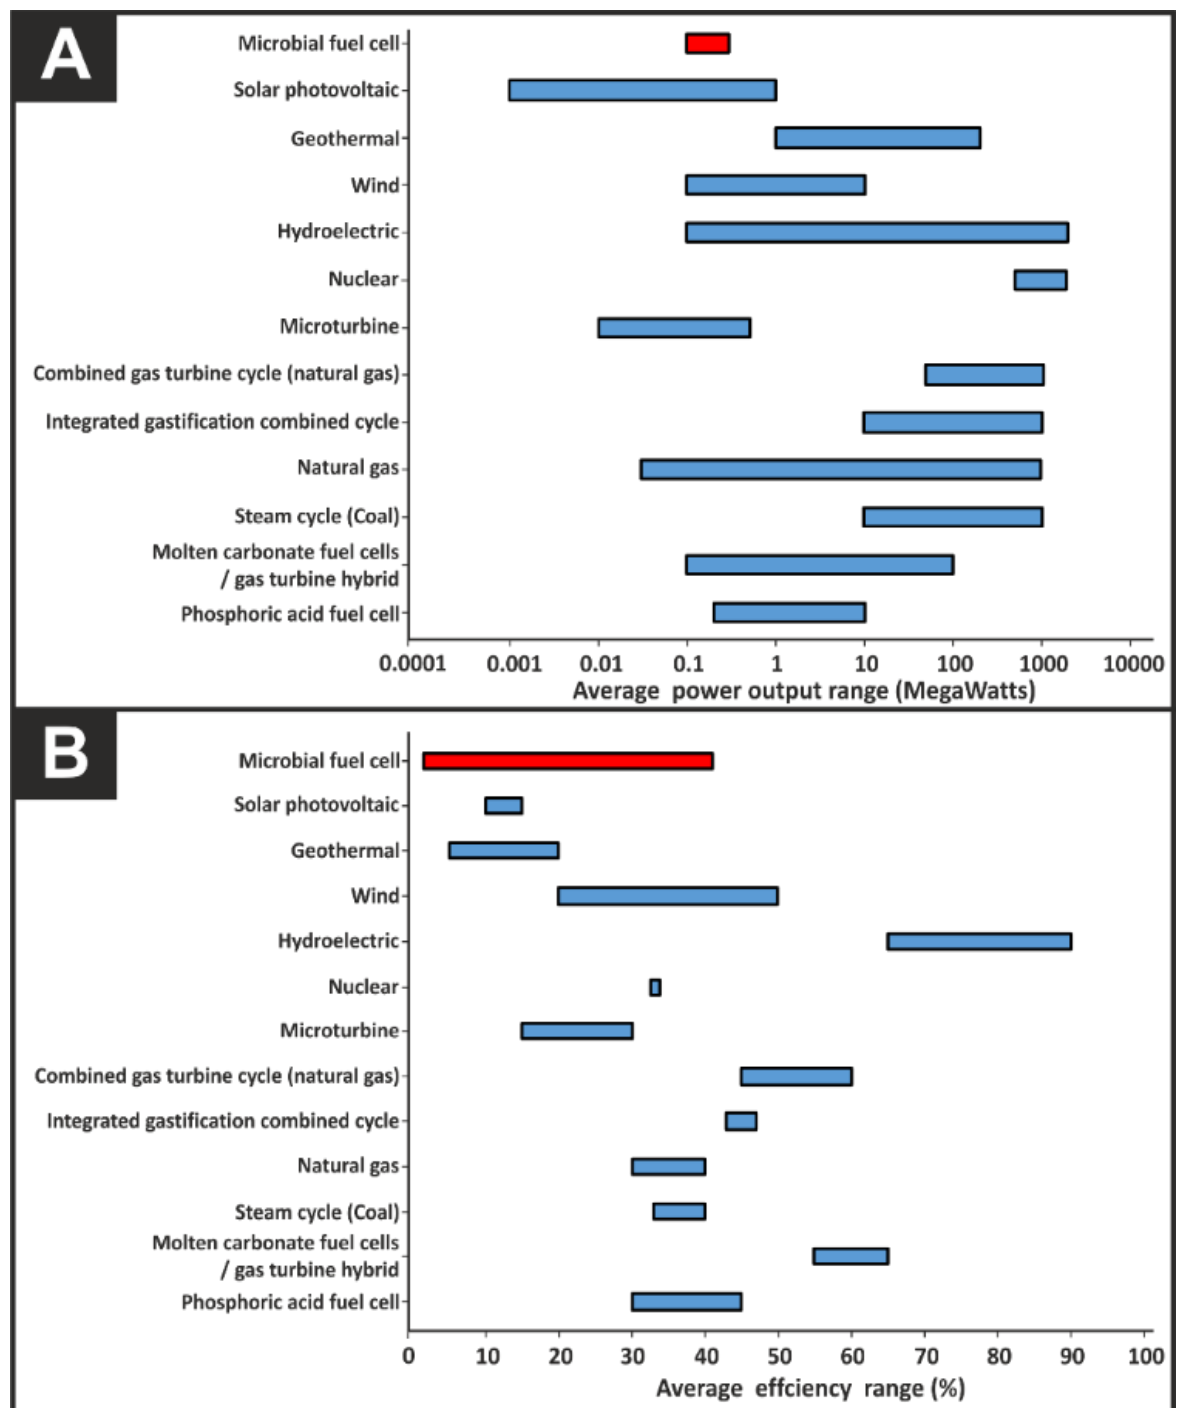 A
Microbial fuel cell
Solar photovoltaic
Geothermal
Wind
Hydroelectric
Nuclear
Microturbine
Combined gas turbine cycle (natural gas)
Integrated gastification combined cycle
Natural gas
Steam cycle (Coal)
Molten carbonate fuel cells
/ gas turbine hybrid
Phosphoric acid fuel cell
0.0001 0.001 0.01 0.1 1 10 100 1000 10000
Average power output range (MegaWatts)
B
Microbial fuel cell
Solar photovoltaic
Geothermal
Wind
Hydroelectric
Nuclear
Microturbine
Combined gas turbine cycle (natural gas)
Integrated gastification combined cycle
Natural gas
Steam cycle (Coal)
Molten carbonate fuel cells
/ gas turbine hybrid
Phosphoric acid fuel cell
0 10 20 30 40 50 60 70 80 90 100
Average effciency range (%)